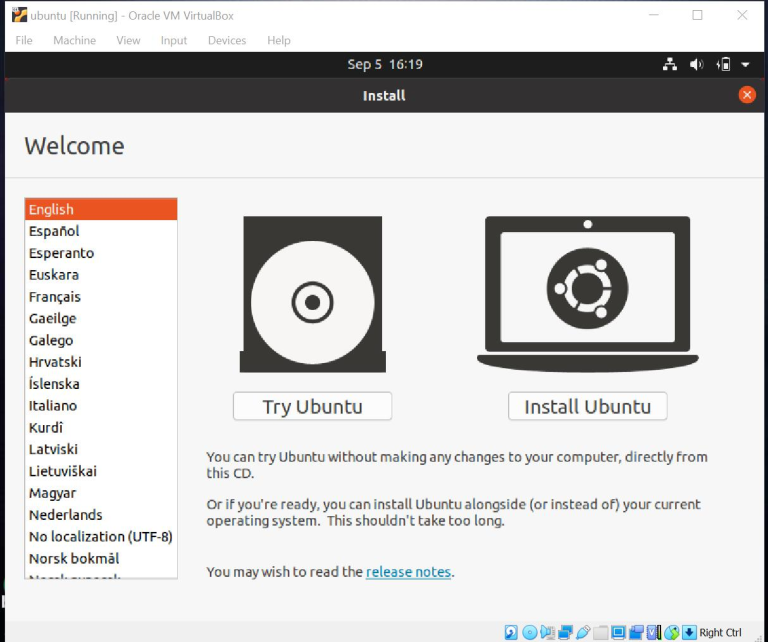 ubuntu [Running] - Oracle VM VirtualBox
File Machine View Input Devices Help
Sep 5 16:19
Install
Welcome
English
Español
Esperanto
Euskara
Français
Gaeilge
Galego
Hrvatski
Íslenska
Italiano
Kurdî
Latviski
Lietuviškai
Magyar
Nederlands
No localization (UTF-8)
Norsk bokmål
Try Ubuntu
Install Ubuntu
You can try Ubuntu without making any changes to your computer, directly from
this CD.
Or if you're ready, you can install Ubuntu alongside (or instead of) your current
operating system. This shouldn't take too long.
You may wish to read the release notes.
Right Ctrl